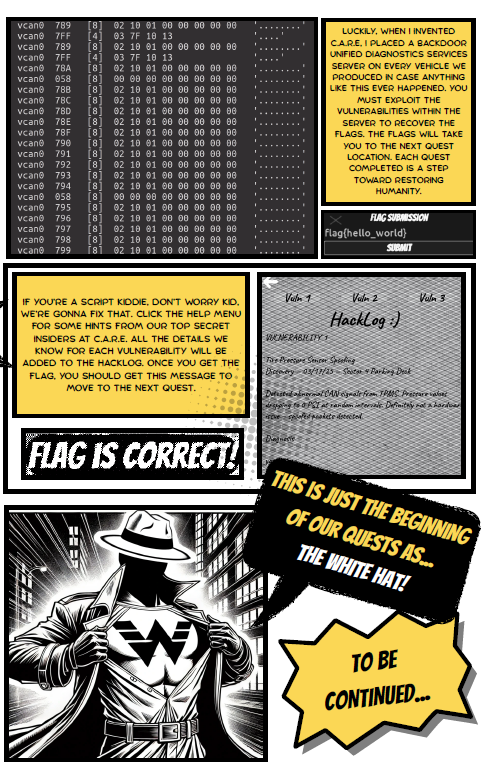 vcan0 789 [8] 02 10 01 00 00 00 00 00 '........'
vcan0 7FF [4] 03 7F 10 13 '....'
vcan0 789 [8] 02 10 01 00 00 00 00 00 '........'
vcan0 7FF [4] 03 7F 10 13 '....'
vcan0 78A [8] 02 10 01 00 00 00 00 00 '........'
vcan0 058 [8] 00 00 00 00 00 00 00 00 '........'
vcan0 78B [8] 02 10 01 00 00 00 00 00 '........'
vcan0 78C [8] 02 10 01 00 00 00 00 00 '........'
vcan0 78D [8] 02 10 01 00 00 00 00 00 '........'
vcan0 78E [8] 02 10 01 00 00 00 00 00 '........'
vcan0 78F [8] 02 10 01 00 00 00 00 00 '........'
vcan0 790 [8] 02 10 01 00 00 00 00 00 '........'
vcan0 791 [8] 02 10 01 00 00 00 00 00 '........'
vcan0 792 [8] 02 10 01 00 00 00 00 00 '........'
vcan0 793 [8] 02 10 01 00 00 00 00 00 '........'
vcan0 794 [8] 02 10 01 00 00 00 00 00 '........'
vcan0 058 [8] 00 00 00 00 00 00 00 00 '........'
vcan0 795 [8] 02 10 01 00 00 00 00 00 '........'
vcan0 796 [8] 02 10 01 00 00 00 00 00 '........'
vcan0 797 [8] 02 10 01 00 00 00 00 00 '........'
vcan0 798 [8] 02 10 01 00 00 00 00 00 '........'
vcan0 799 [8] 02 10 01 00 00 00 00 00 '........'
LUCKILY, WHEN I INVENTED
C.A.R.E, I PLACED A BACKDOOR
UNIFIED DIAGNOSTICS SERVICES
SERVER ON EVERY VEHICLE WE
PRODUCED IN CASE ANYTHING
LIKE THIS EVER HAPPENED. YOU
MUST EXPLOIT THE
VULNERABILITIES WITHIN THE
SERVER TO RECOVER THE
FLAGS. THE FLAGS WILL TAKE
YOU TO THE NEXT QUEST
LOCATION. EACH QUEST
COMPLETED IS A STEP
TOWARD RESTORING
HUMANITY.
FLAG SUBMISSION
flag{hello_world}
SUBMIT
IF YOU'RE A SCRIPT KIDDIE, DON'T WORRY KID,
WE'RE GONNA FIX THAT. CLICK THE HELP MENU
FOR SOME HINTS FROM OUR TOP SECRET
INSIDERS AT C.A.R.E. ALL THE DETAILS WE
KNOW FOR EACH VULNERABILITY WILL BE
ADDED TO THE HACKLOG. ONCE YOU GET THE
FLAG, YOU SHOULD GET THIS MESSAGE TO
MOVE TO THE NEXT QUEST.
FLAG IS CORRECT!
Vuln 1 Vuln 2 Vuln 3
HackLog :)
VULNERABILITY 1
Tire Pressure Sensor Spoofing
Discovery – 03/17/25 – Sector 9 Parking Deck
Detected abnormal CAN signals from TPMS. Pressure values
dropping to 0 PSI at random intervals. Definitely not a hardware
issue – spoofed packets detected.
Diagnosis
THIS IS JUST THE BEGINNING
OF OUR QUESTS AS...
THE WHITE HAT!
W
TO BE
CONTINUED...